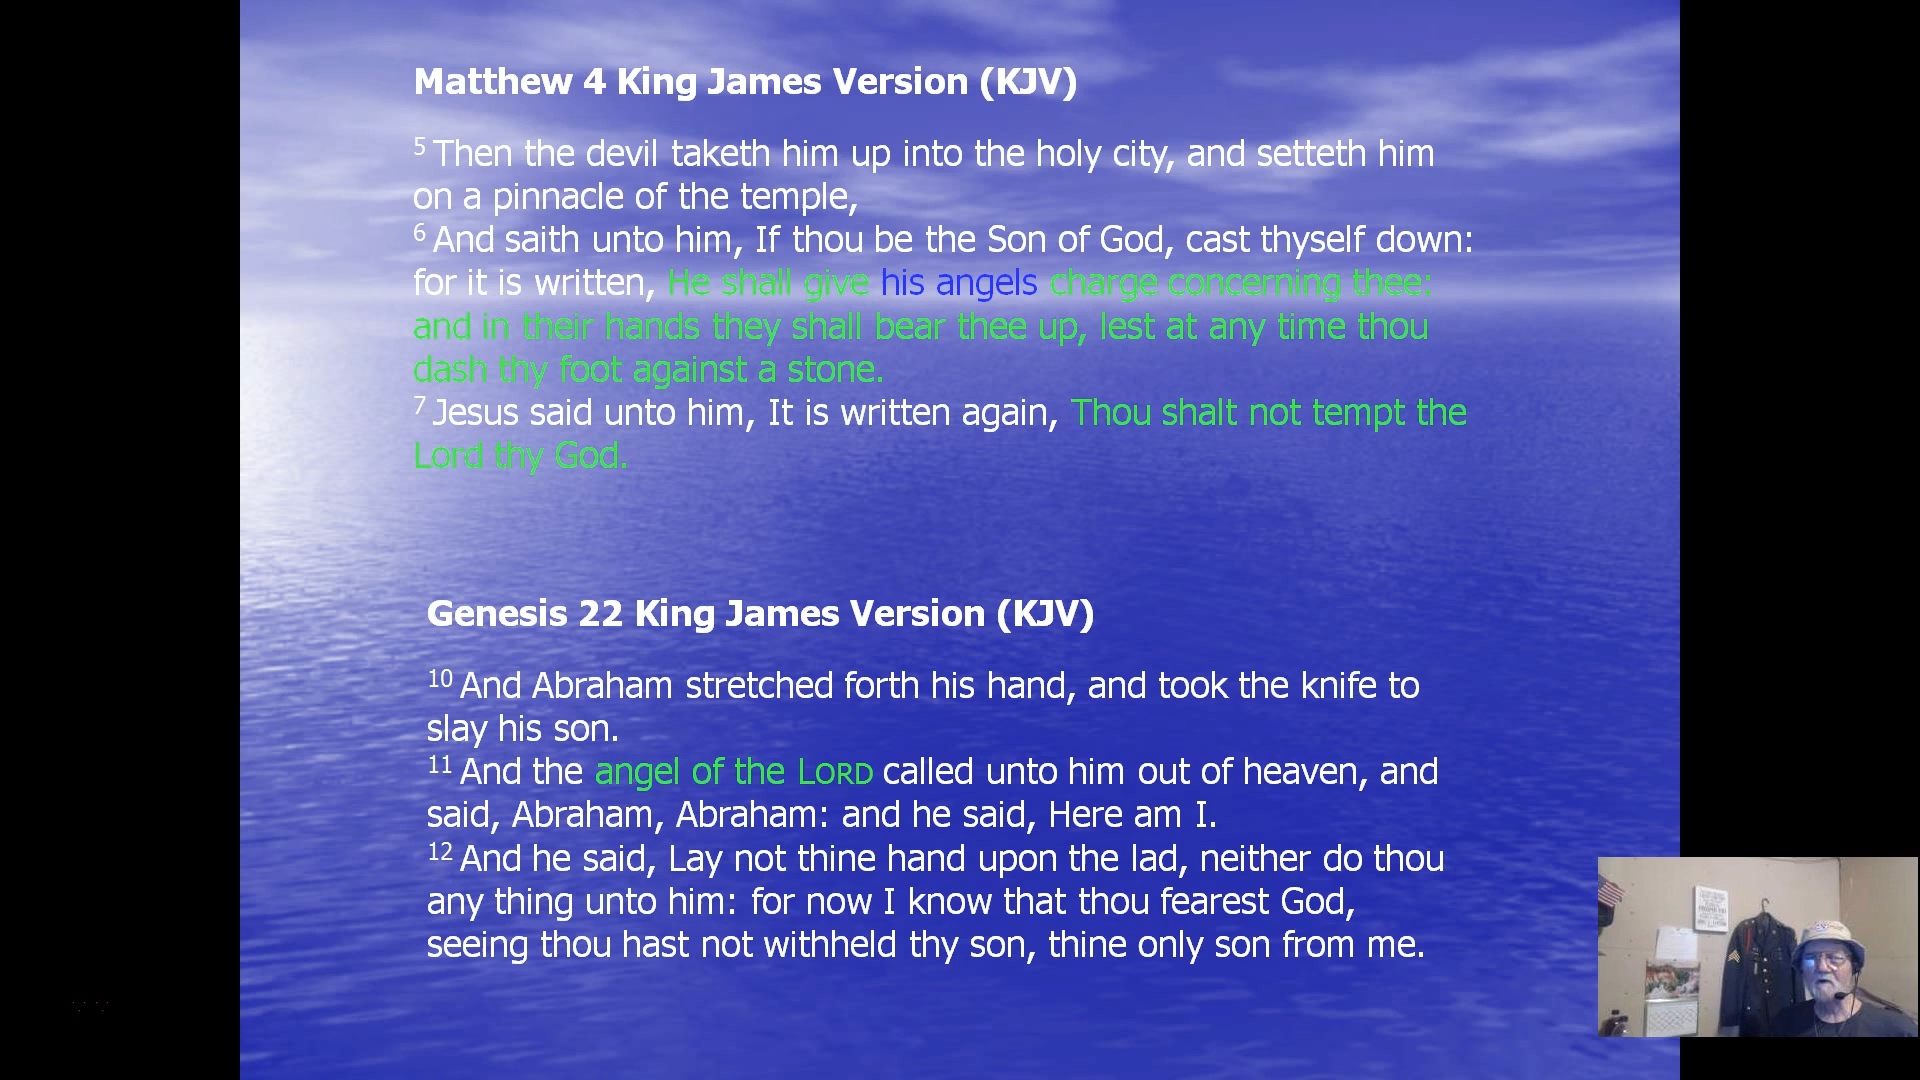 Matthew 4 King James Version (KJV)
5 Then the devil taketh him up into the holy city, and setteth him
on a pinnacle of the temple,
6 And saith unto him, If thou be the Son of God, cast thyself down:
for it is written, He shall give his angels charge concerning thee:
and in their hands they shall bear thee up, lest at any time thou
dash thy foot against a stone.
7 Jesus said unto him, It is written again, Thou shalt not tempt the
Lord thy God.
Genesis 22 King James Version (KJV)
10 And Abraham stretched forth his hand, and took the knife to
slay his son.
11 And the angel of the LORD called unto him out of heaven, and
said, Abraham, Abraham: and he said, Here am I.
12 And he said, Lay not thine hand upon the lad, neither do thou
any thing unto him: for now I know that thou fearest God,
seeing thou hast not withheld thy son, thine only son from me.